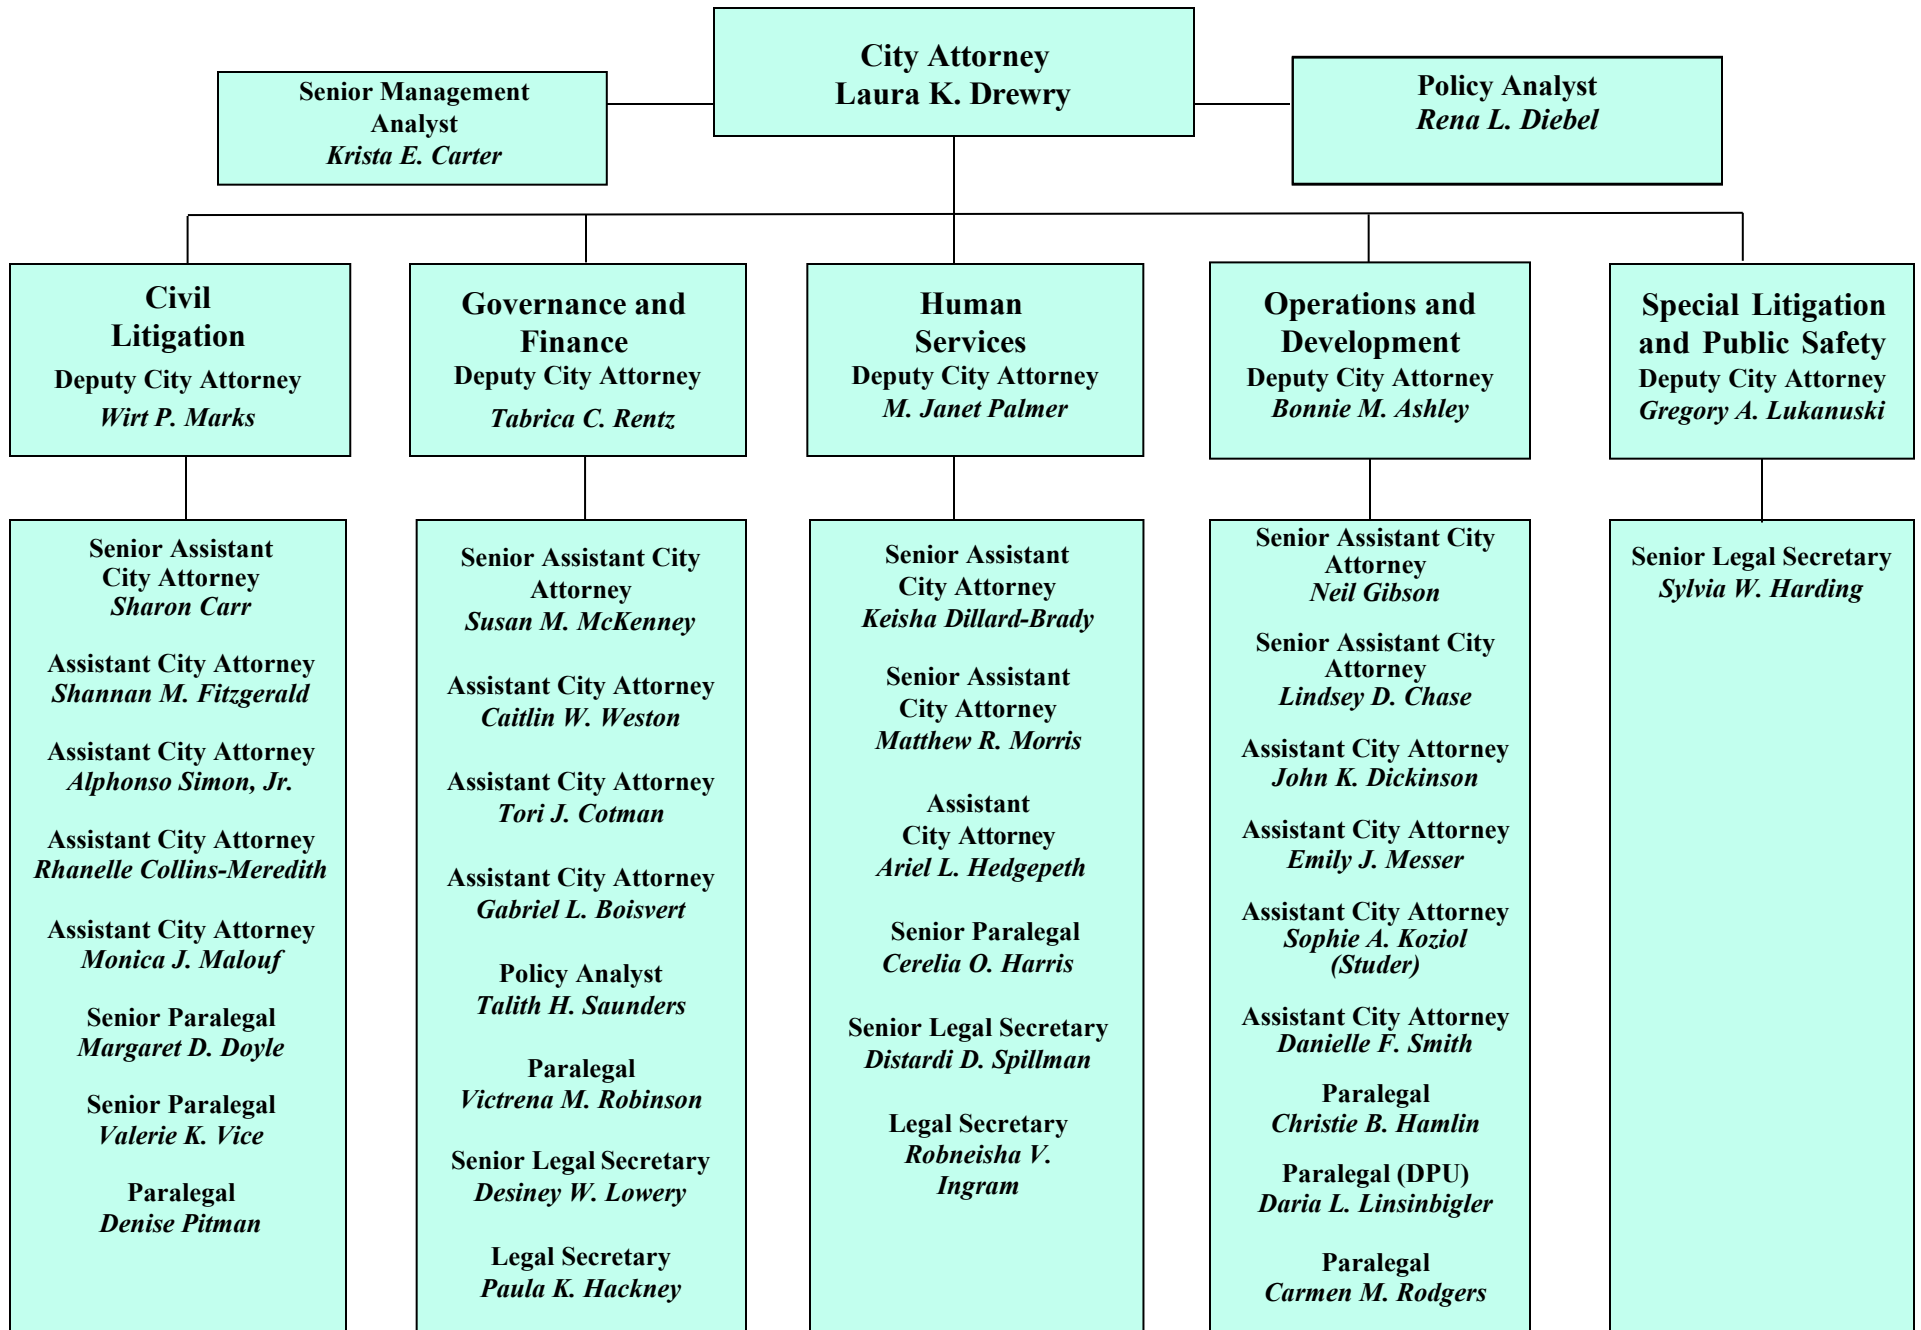 City Attorney
Laura K. Drewry
Senior Management
Analyst
Krista E. Carter
Policy Analyst
Rena L. Diebel
Civil
Litigation
Deputy City Attorney
Wirt P. Marks
Governance and
Finance
Deputy City Attorney
Tabrica C. Rentz
Human
Services
Deputy City Attorney
M. Janet Palmer
Operations and
Development
Deputy City Attorney
Bonnie M. Ashley
Special Litigation
and Public Safety
Deputy City Attorney
Gregory A. Lukanuski
Senior Assistant
City Attorney
Sharon Carr
Assistant City Attorney
Shannan M. Fitzgerald
Assistant City Attorney
Alphonso Simon, Jr.
Assistant City Attorney
Rhanelle Collins-Meredith
Assistant City Attorney
Monica J. Malouf
Senior Paralegal
Margaret D. Doyle
Senior Paralegal
Valerie K. Vice
Paralegal
Denise Pitman
Senior Assistant City
Attorney
Susan M. McKenney
Assistant City Attorney
Caitlin W. Weston
Assistant City Attorney
Tori J. Cotman
Assistant City Attorney
Gabriel L. Boisvert
Policy Analyst
Talith H. Saunders
Paralegal
Victrena M. Robinson
Senior Legal Secretary
Desiney W. Lowery
Legal Secretary
Paula K. Hackney
Senior Assistant
City Attorney
Keisha Dillard-Brady
Senior Assistant
City Attorney
Matthew R. Morris
Assistant
City Attorney
Ariel L. Hedgepeth
Senior Paralegal
Cerelia O. Harris
Senior Legal Secretary
Distardi D. Spillman
Legal Secretary
Robneisha V.
Ingram
Senior Assistant City
Attorney
Neil Gibson
Senior Assistant City
Attorney
Lindsey D. Chase
Assistant City Attorney
John K. Dickinson
Assistant City Attorney
Emily J. Messer
Assistant City Attorney
Sophie A. Koziol
(Studer)
Assistant City Attorney
Danielle F. Smith
Paralegal
Christie B. Hamlin
Paralegal (DPU)
Daria L. Linsinbigler
Paralegal
Carmen M. Rodgers
Senior Legal Secretary
Sylvia W. Harding